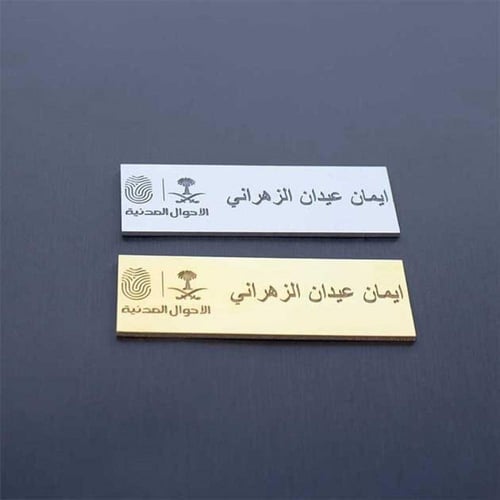 ايمان عيدان الزهراني
الأحوال المدنية
ايمان عيدان الزهراني
الأحوال المدنية